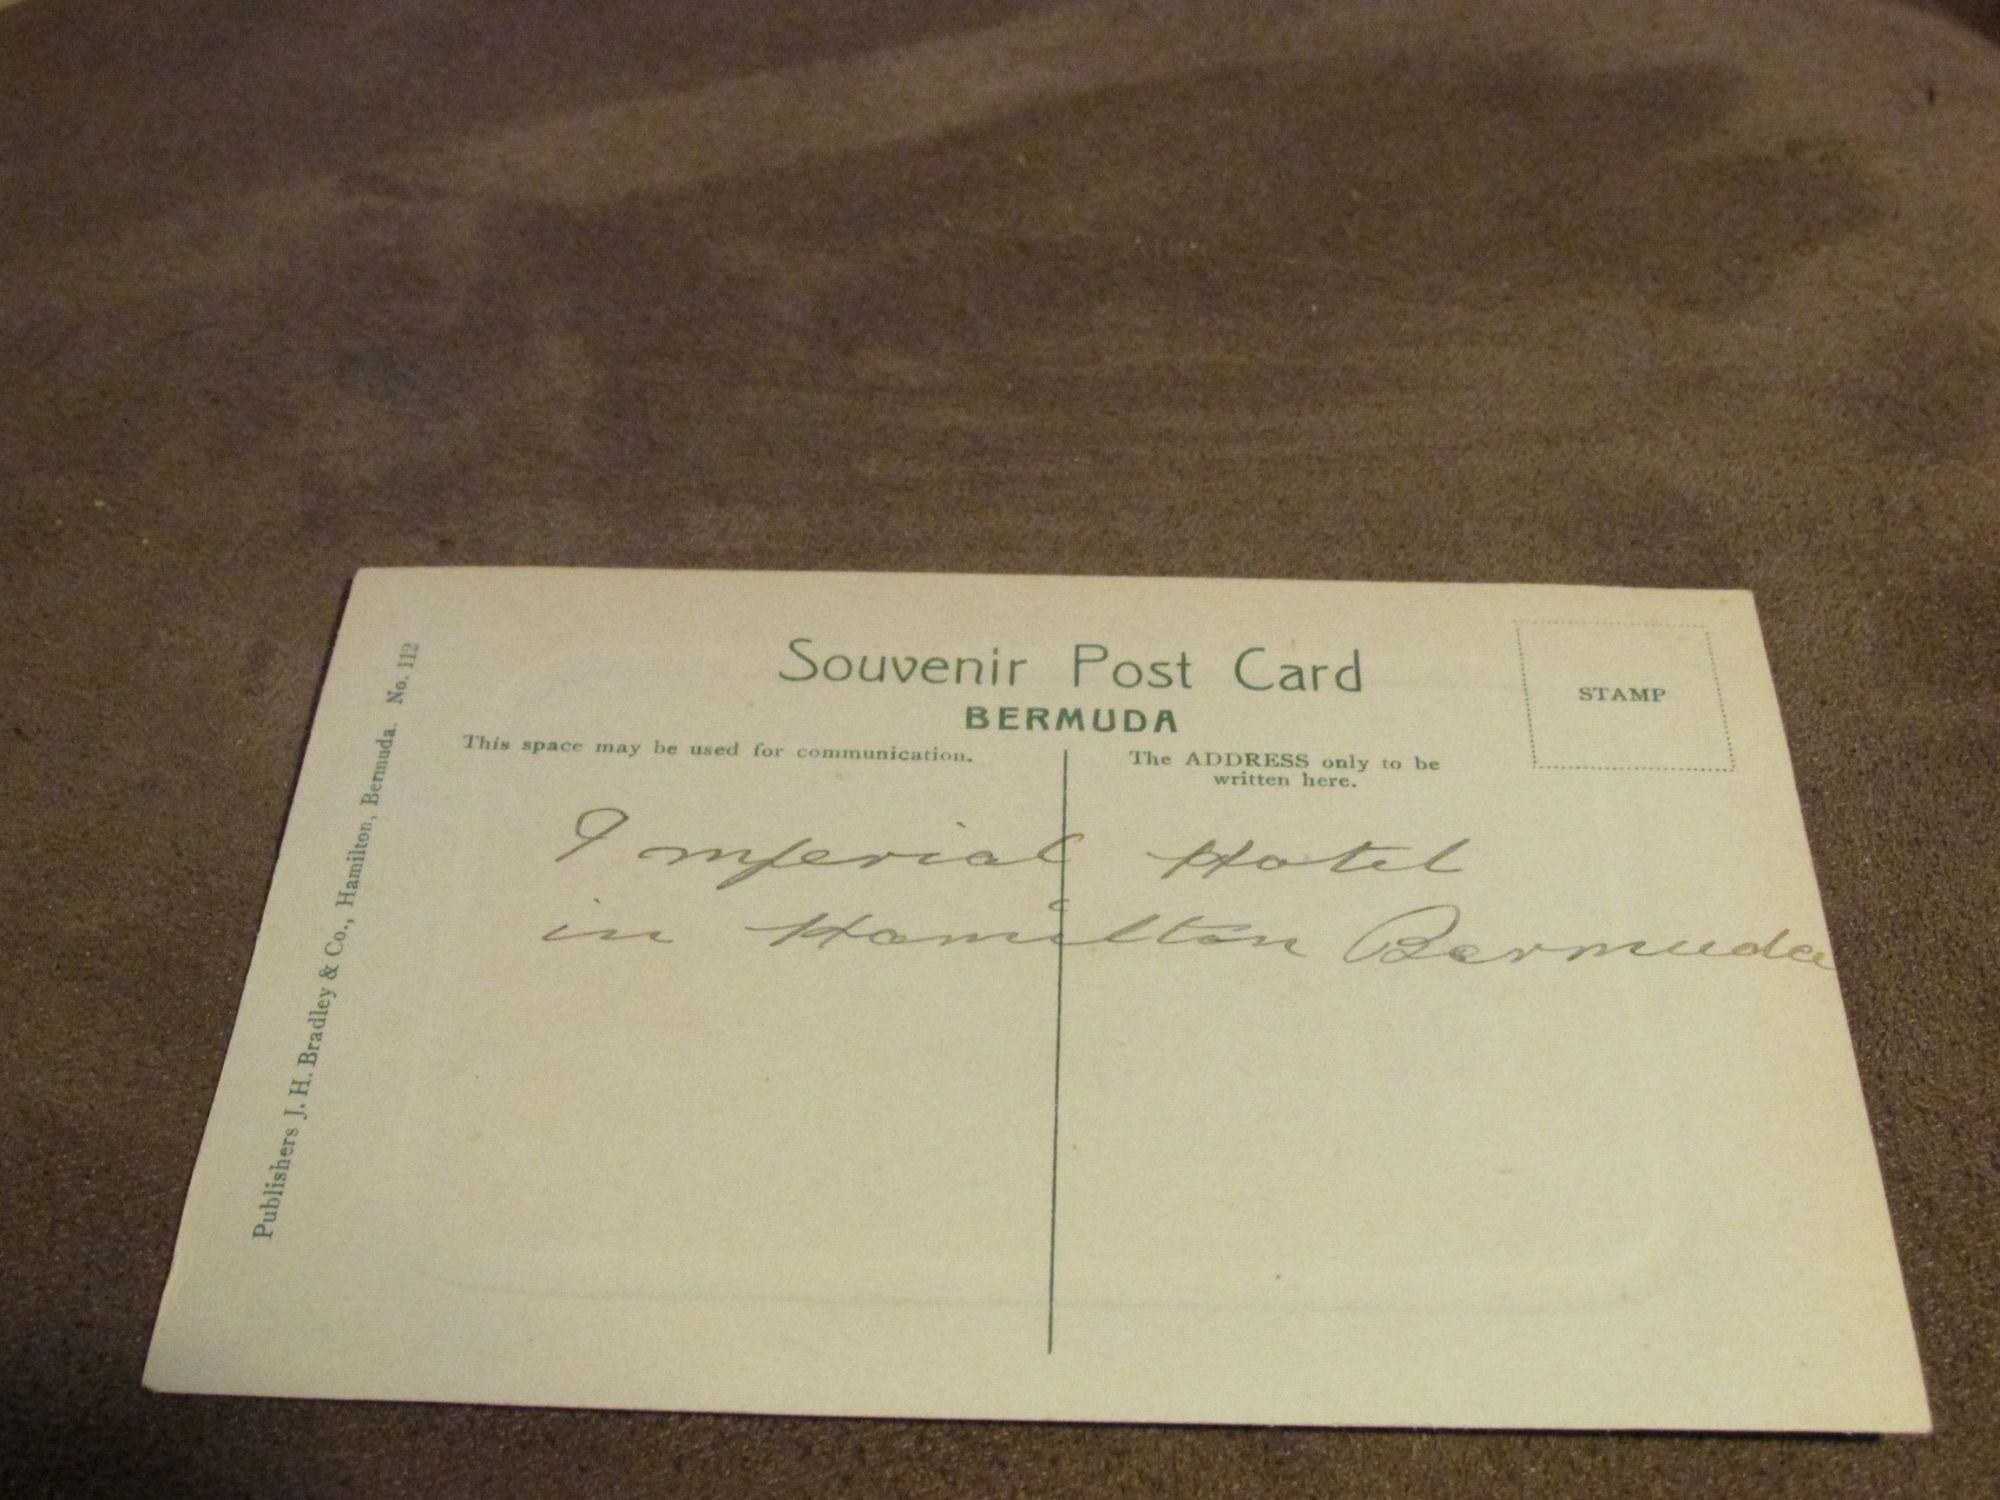 Souvenir Post Card
BERMUDA
STAMP
This space may be used for communication.
The ADDRESS only to be
written here.
Imperial Hotel
in Hamilton Bermuda
Publishers J. H. Bradley & Co., Hamilton, Bermuda. No. 112